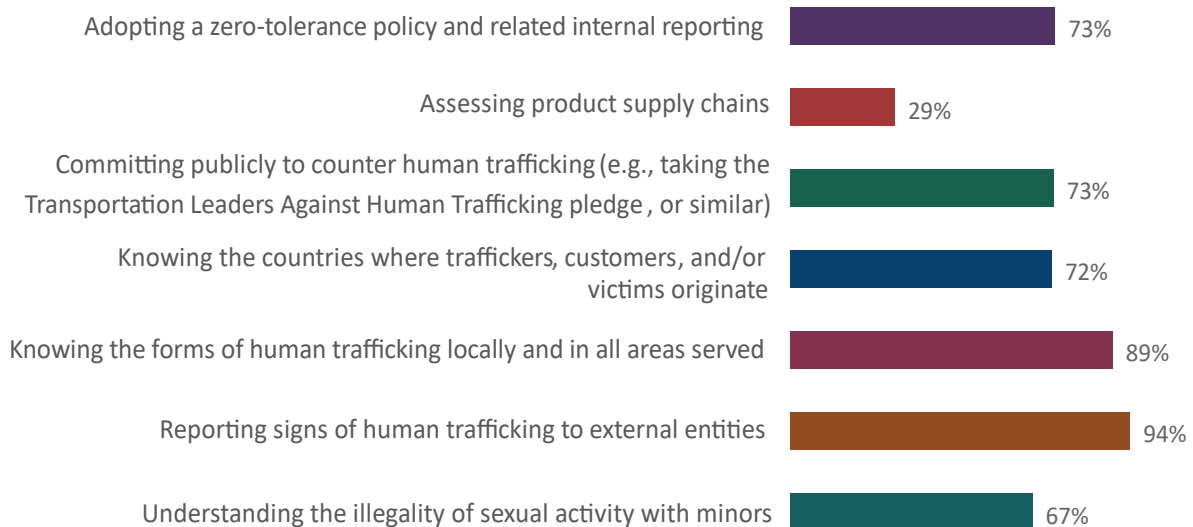 Adopting a zero-tolerance policy and related internal reporting 73%
Assessing product supply chains 29%
Committing publicly to counter human trafficking (e.g., taking the
Transportation Leaders Against Human Trafficking pledge , or similar) 73%
Knowing the countries where traffickers, customers, and/or
victims originate 72%
Knowing the forms of human trafficking locally and in all areas served 89%
Reporting signs of human trafficking to external entities 94%
Understanding the illegality of sexual activity with minors 67%